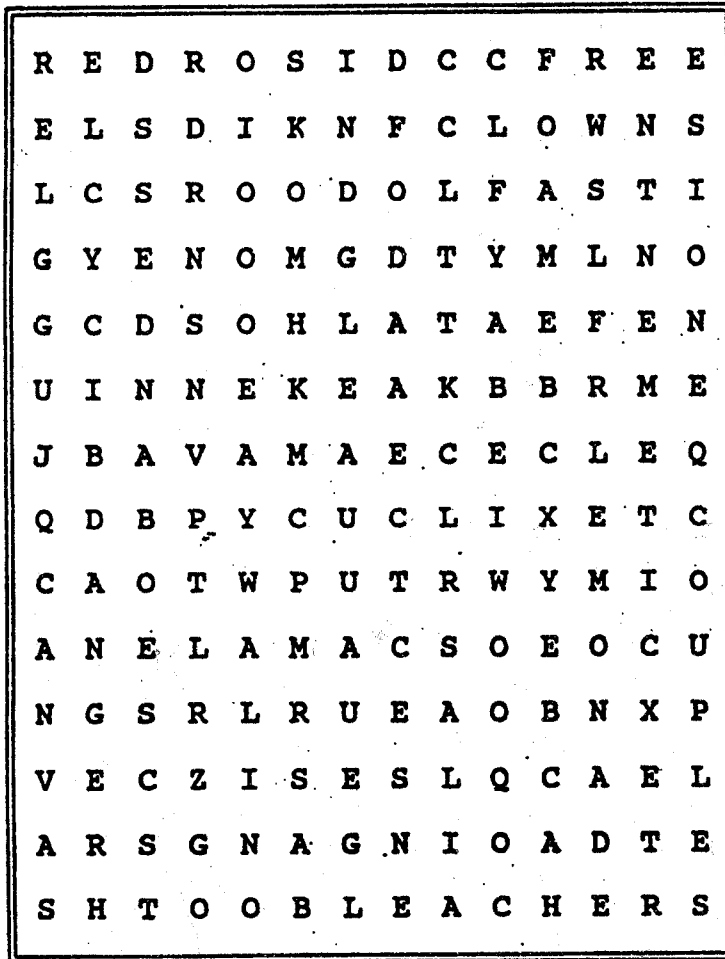 R E D R O S I D C C F R E E
E L S D I K N F C L O W N S
L C S R O O D O L F A S T I
G Y E N O M G D T Y M L N O
G C D S O H L A T A E F E N
U I N N E K E A K B B R M E
J B A V A M A E C E C L E Q
Q D B P Y C U C L I X E T C
C A O T W P U T R W Y M I O
A N E L A M A C S O E O C U
N G S R L R U E A O B N X P
V E C Z I S E S L Q C A E L
A R S G N A G N I O A D T E
S H T O O B L E A C H E R S